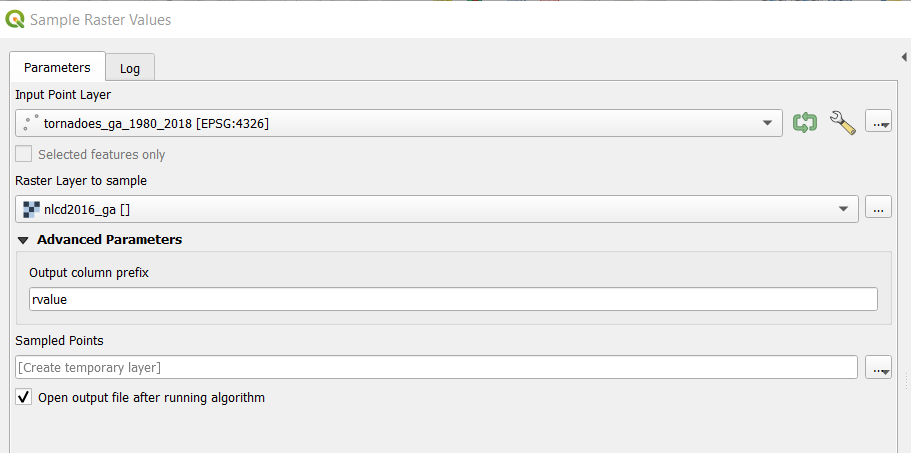 Sample Raster Values
Parameters Log
Input Point Layer
tornadoes_ga_1980_2018 [EPSG:4326]
...
Selected features only
Raster Layer to sample
nlcd2016_ga []
...
Advanced Parameters
Output column prefix
rvalue
Sampled Points
[Create temporary layer]
...
Open output file after running algorithm